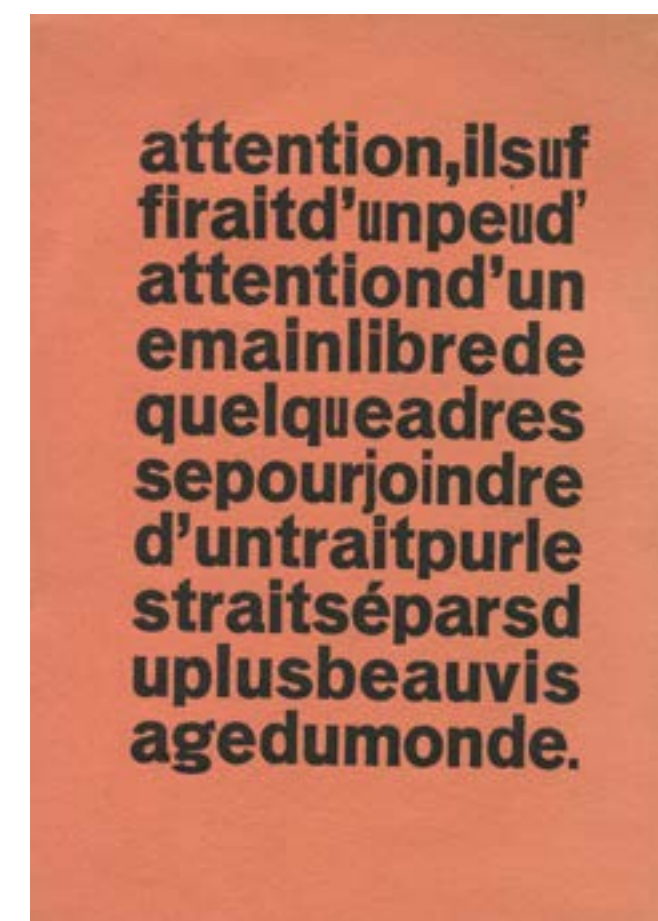 attention,ilsuf
firaitd’unpeud’
attentiond’un
emainlibrede
quelqueadres
sepourjoindre
d’untraitpurle
straitséparsd
uplusbeauvis
agedumonde.